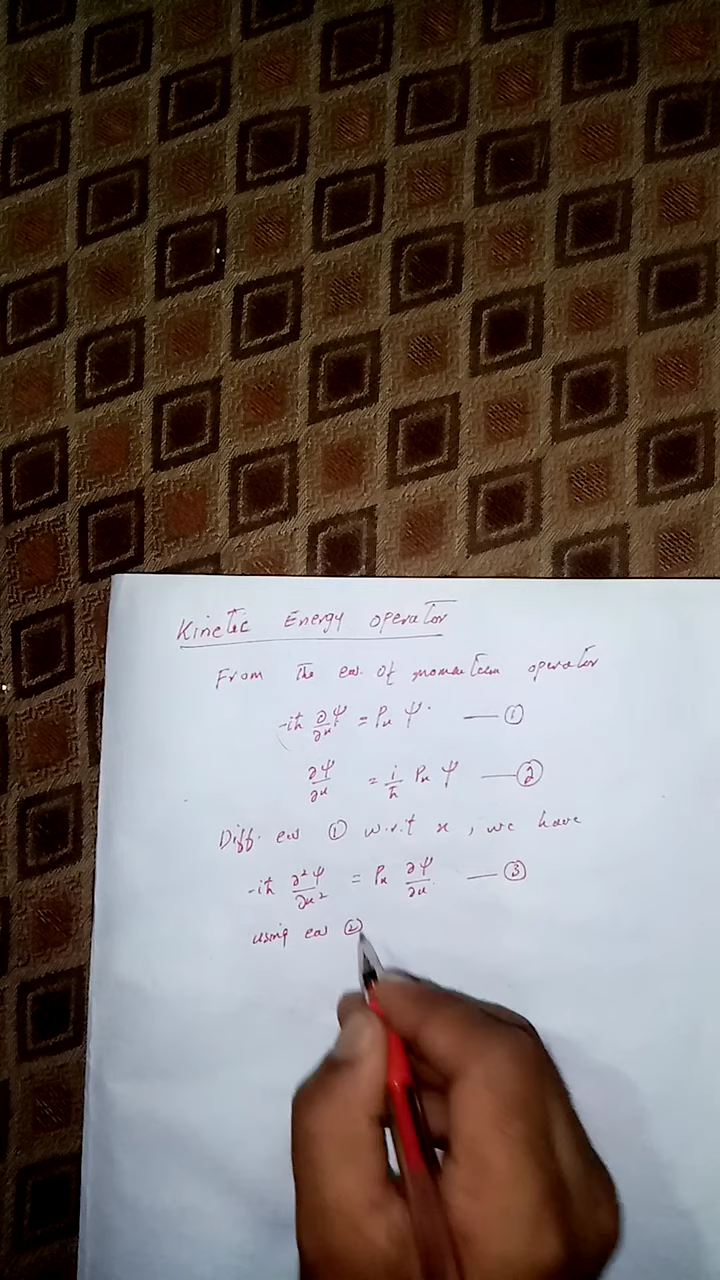 Kinetic Energy operator
From the eq. of momentum operator
-iħ ∂ψ/∂x = Px ψ. —①
∂ψ/∂x = i/ħ Px ψ —②
Diff. eq ① w.r.t x, we have
-iħ ∂²ψ/∂x² = Px ∂ψ/∂x —③
using eq ②